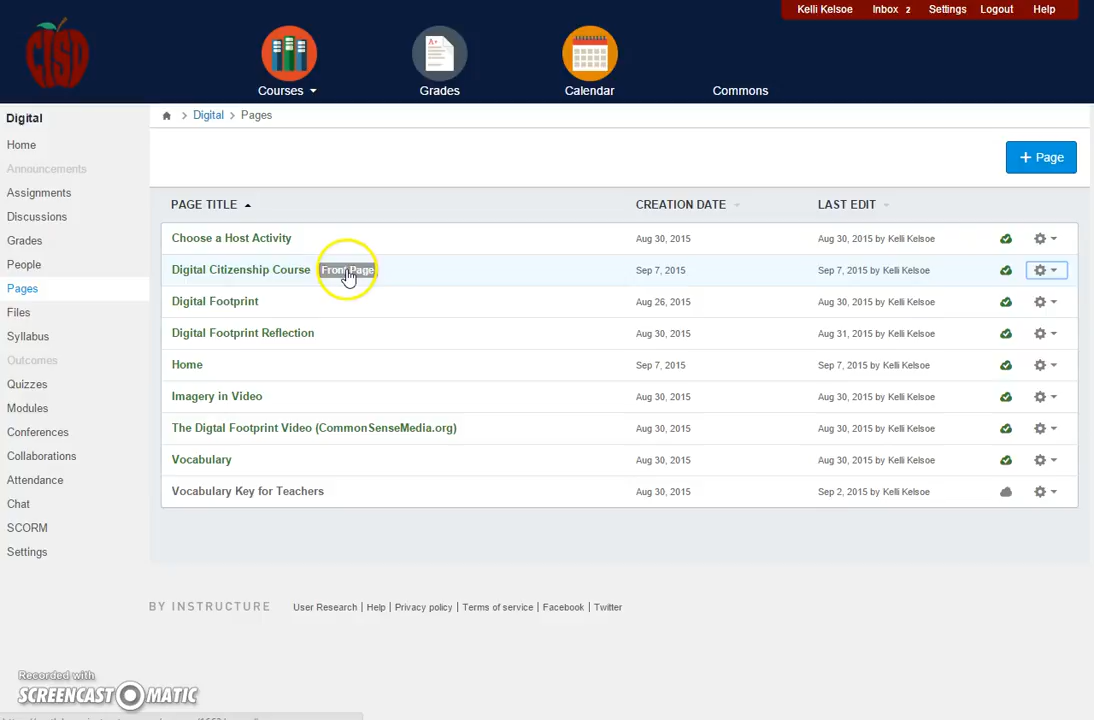 Kelli Kelsoe Inbox 2 Settings Logout Help
CISD
A+
Courses Grades Calendar Commons
Digital
Digital > Pages
Home
Announcements
Assignments
Discussions
Grades
People
Pages
Files
Syllabus
Outcomes
Quizzes
Modules
Conferences
Collaborations
Attendance
Chat
SCORM
Settings
+ Page
PAGE TITLE CREATION DATE LAST EDIT
Choose a Host Activity Aug 30, 2015 Aug 30, 2015 by Kelli Kelsoe
Digital Citizenship Course Front Page Sep 7, 2015 Sep 7, 2015 by Kelli Kelsoe
Digital Footprint Aug 26, 2015 Aug 30, 2015 by Kelli Kelsoe
Digital Footprint Reflection Aug 30, 2015 Aug 31, 2015 by Kelli Kelsoe
Home Sep 7, 2015 Sep 7, 2015 by Kelli Kelsoe
Imagery in Video Aug 30, 2015 Aug 30, 2015 by Kelli Kelsoe
The Digtal Footprint Video (CommonSenseMedia.org) Aug 30, 2015 Aug 30, 2015 by Kelli Kelsoe
Vocabulary Aug 30, 2015 Aug 30, 2015 by Kelli Kelsoe
Vocabulary Key for Teachers Aug 30, 2015 Sep 2, 2015 by Kelli Kelsoe
BY INSTRUCTURE User Research | Help | Privacy policy | Terms of service | Facebook | Twitter
Recorded with
SCREENCAST-O-MATIC